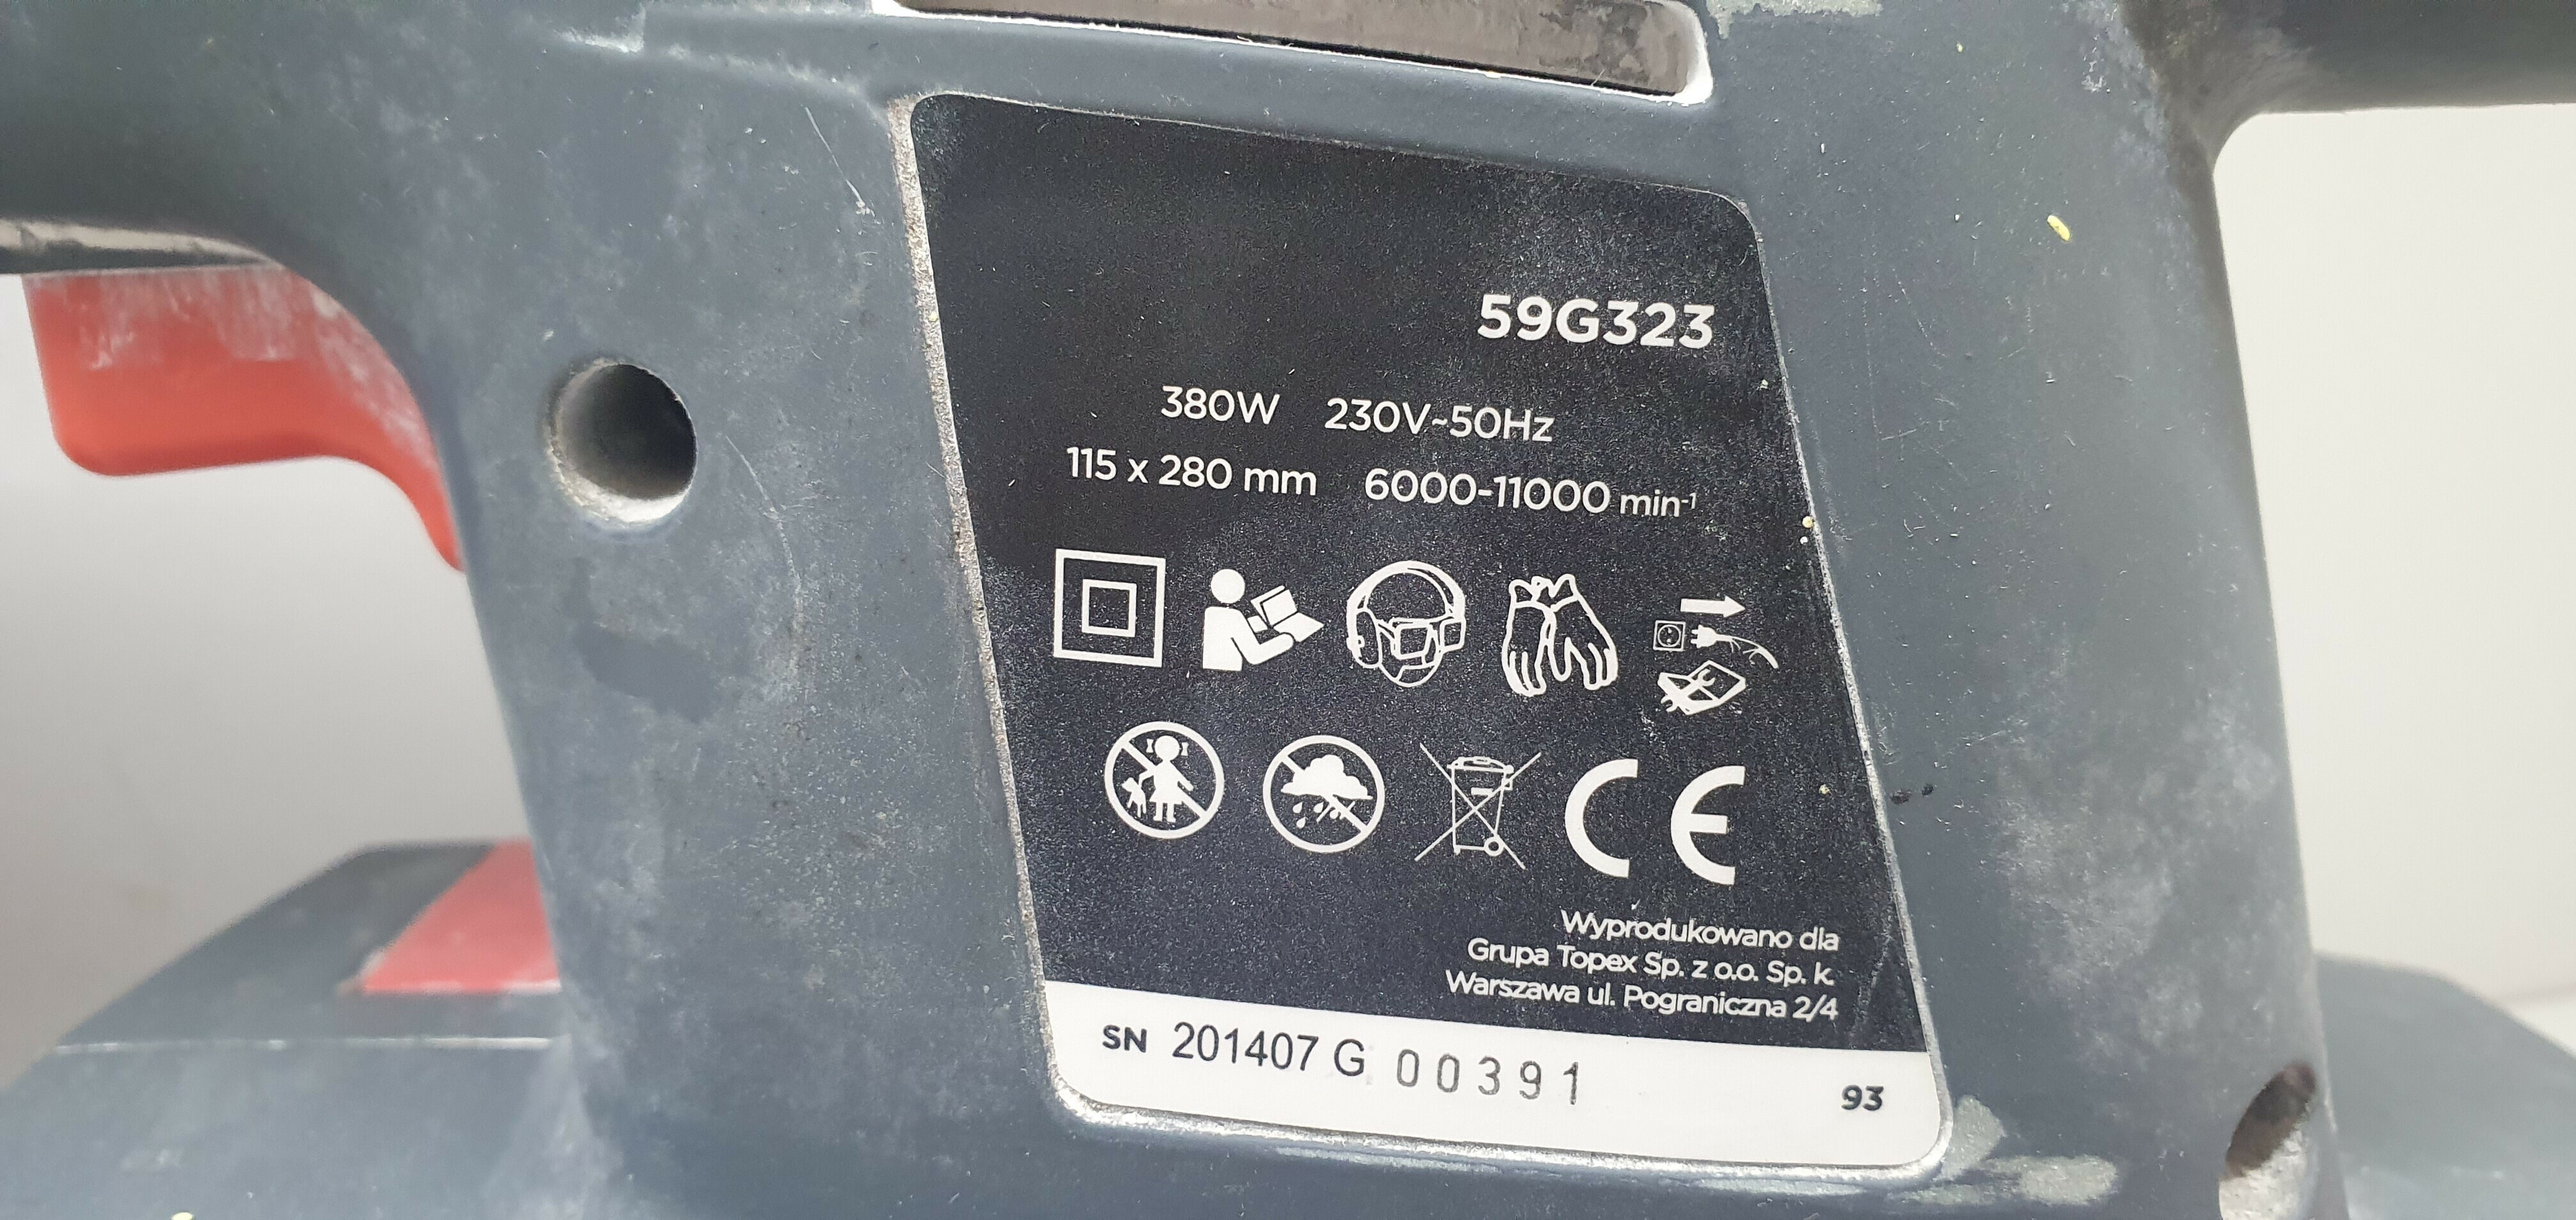 59G323
380W 230V~50Hz
115 x 280 mm 6000-11000 min⁻¹
CE
Wyprodukowano dla
Grupa Topex Sp. z o.o. Sp. k.
Warszawa ul. Pograniczna 2/4
SN 201407 G 00391 93